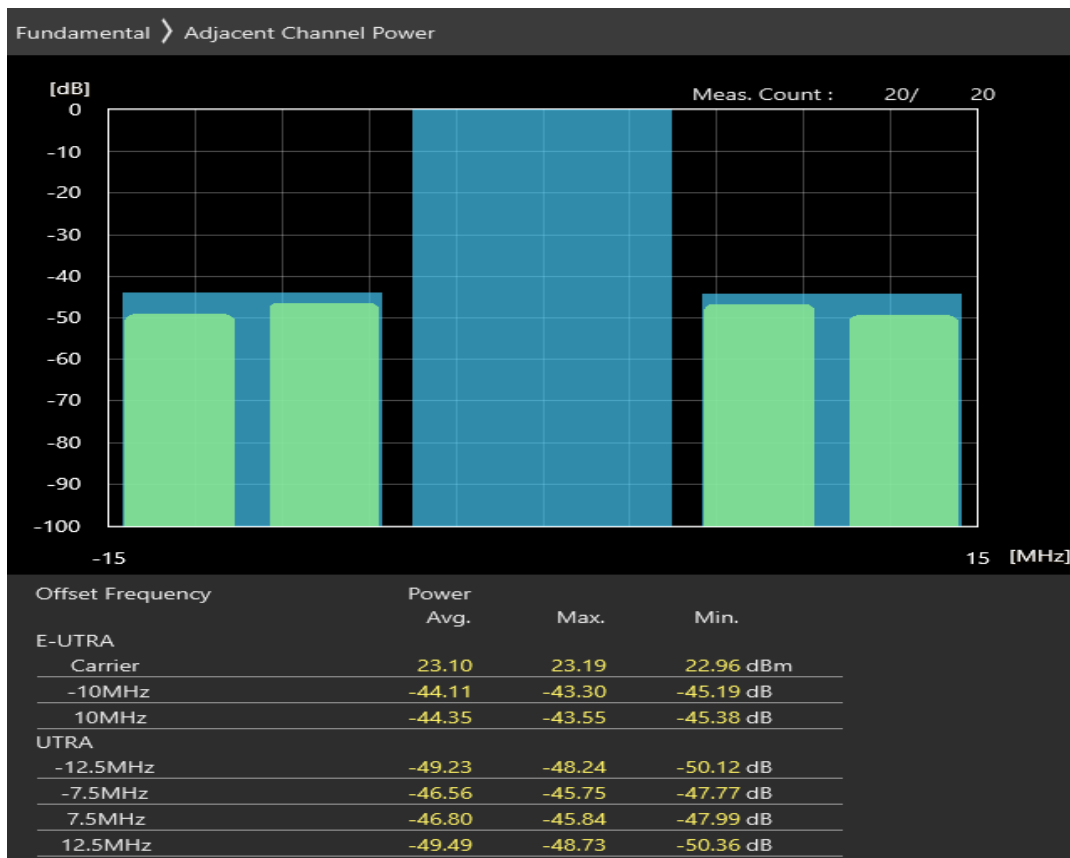 Fundamental 》 Adjacent Channel Power
[dB]
Meas. Count : 20/ 20
0
-10
-20
-30
-40
-50
-60
-70
-80
-90
-100
-15 15 [MHz]
Offset Frequency Power
Avg. Max. Min.
E-UTRA
Carrier 23.10 23.19 22.96 dBm
-10MHz -44.11 -43.30 -45.19 dB
10MHz -44.35 -43.55 -45.38 dB
UTRA
-12.5MHz -49.23 -48.24 -50.12 dB
-7.5MHz -46.56 -45.75 -47.77 dB
7.5MHz -46.80 -45.84 -47.99 dB
12.5MHz -49.49 -48.73 -50.36 dB